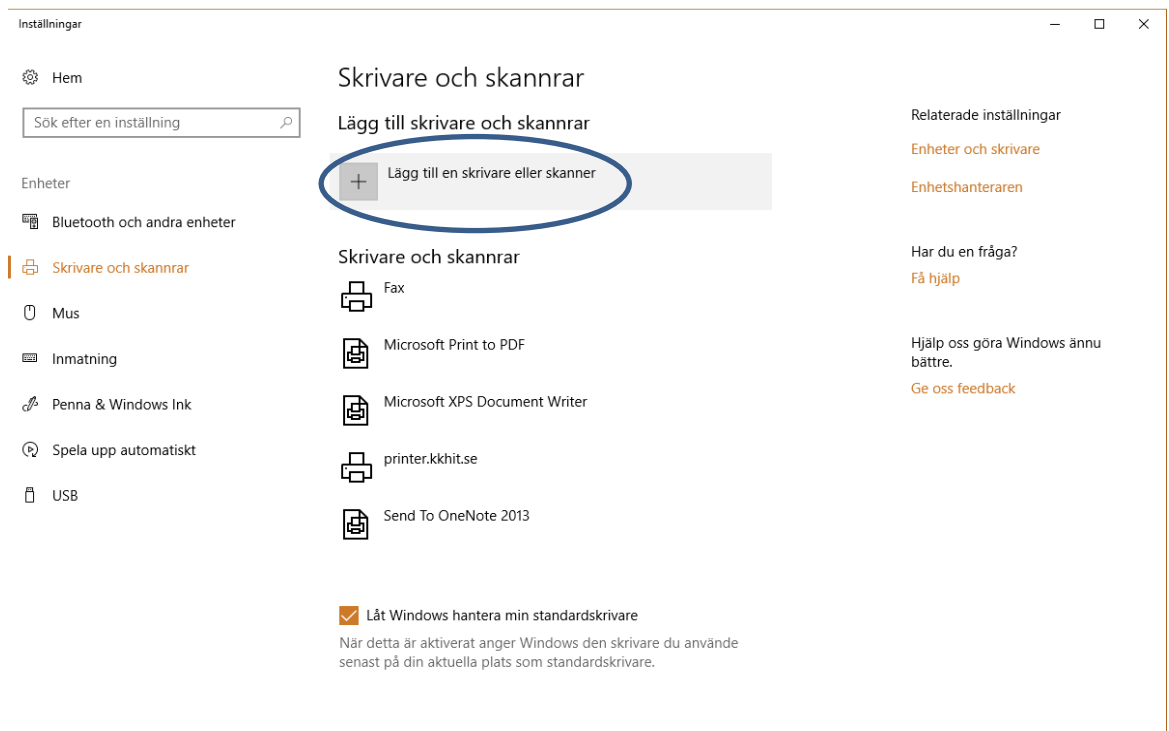 Inställningar
Hem
Sök efter en inställning
Enheter
Bluetooth och andra enheter
Skrivare och skannrar
Mus
Inmatning
Penna & Windows Ink
Spela upp automatiskt
USB
Skrivare och skannrar
Lägg till skrivare och skannrar
Lägg till en skrivare eller skanner
Skrivare och skannrar
Fax
Microsoft Print to PDF
Microsoft XPS Document Writer
printer.kkhit.se
Send To OneNote 2013
Låt Windows hantera min standardskrivare
När detta är aktiverat anger Windows den skrivare du använde
senast på din aktuella plats som standardskrivare.
Relaterade inställningar
Enheter och skrivare
Enhetshanteraren
Har du en fråga?
Få hjälp
Hjälp oss göra Windows ännu
bättre.
Ge oss feedback